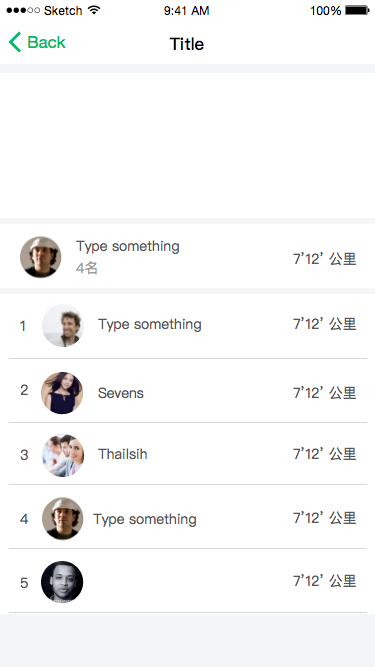 Sketch 9:41 AM 100%
Back Title
Type something
4名
7’12’ 公里
1 Type something 7’12’ 公里
2 Sevens 7’12’ 公里
3 Thailsih 7’12’ 公里
4 Type something 7’12’ 公里
5 7’12’ 公里